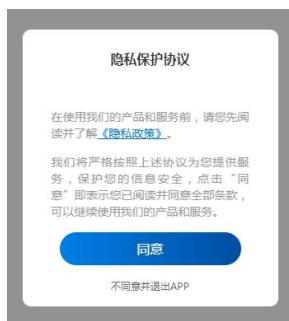 隐私保护协议
在使用我们的产品和服务前，请您先阅
读并了解《隐私政策》。
我们将严格按照上述协议为您提供服
务，保护您的信息安全，点击“同
意”即表示您已阅读并同意全部条款，
可以继续使用我们的产品和服务。
同意
不同意并退出APP